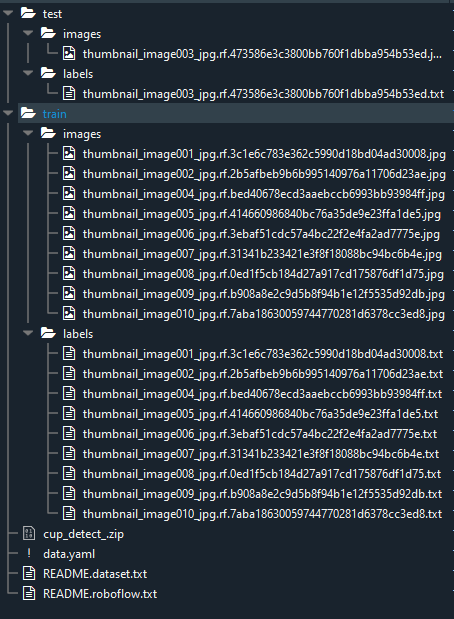 test
images
thumbnail_image003_jpg.rf.473586e3c3800bb760f1dbba954b53ed.j...
labels
thumbnail_image003_jpg.rf.473586e3c3800bb760f1dbba954b53ed.txt
train
images
thumbnail_image001_jpg.rf.3c1e6c783e362c5990d18bd04ad30008.jpg
thumbnail_image002_jpg.rf.2b5afbeb9b6b995140976a11706d23ae.jpg
thumbnail_image004_jpg.rf.bed40678ecd3aaebccb6993bb93984ff.jpg
thumbnail_image005_jpg.rf.414660986840bc76a35de9e23ffa1de5.jpg
thumbnail_image006_jpg.rf.3ebaf51cdc57a4bc22f2e4fa2ad7775e.jpg
thumbnail_image007_jpg.rf.31341b233421e3f8f18088bc94bc6b4e.jpg
thumbnail_image008_jpg.rf.0ed1f5cb184d27a917cd175876df1d75.jpg
thumbnail_image009_jpg.rf.b908a8e2c9d5b8f94b1e12f5535d92db.jpg
thumbnail_image010_jpg.rf.7aba18630059744770281d6378cc3ed8.jpg
labels
thumbnail_image001_jpg.rf.3c1e6c783e362c5990d18bd04ad30008.txt
thumbnail_image002_jpg.rf.2b5afbeb9b6b995140976a11706d23ae.txt
thumbnail_image004_jpg.rf.bed40678ecd3aaebccb6993bb93984ff.txt
thumbnail_image005_jpg.rf.414660986840bc76a35de9e23ffa1de5.txt
thumbnail_image006_jpg.rf.3ebaf51cdc57a4bc22f2e4fa2ad7775e.txt
thumbnail_image007_jpg.rf.31341b233421e3f8f18088bc94bc6b4e.txt
thumbnail_image008_jpg.rf.0ed1f5cb184d27a917cd175876df1d75.txt
thumbnail_image009_jpg.rf.b908a8e2c9d5b8f94b1e12f5535d92db.txt
thumbnail_image010_jpg.rf.7aba18630059744770281d6378cc3ed8.txt
cup_detect_.zip
data.yaml
README.dataset.txt
README.roboflow.txt